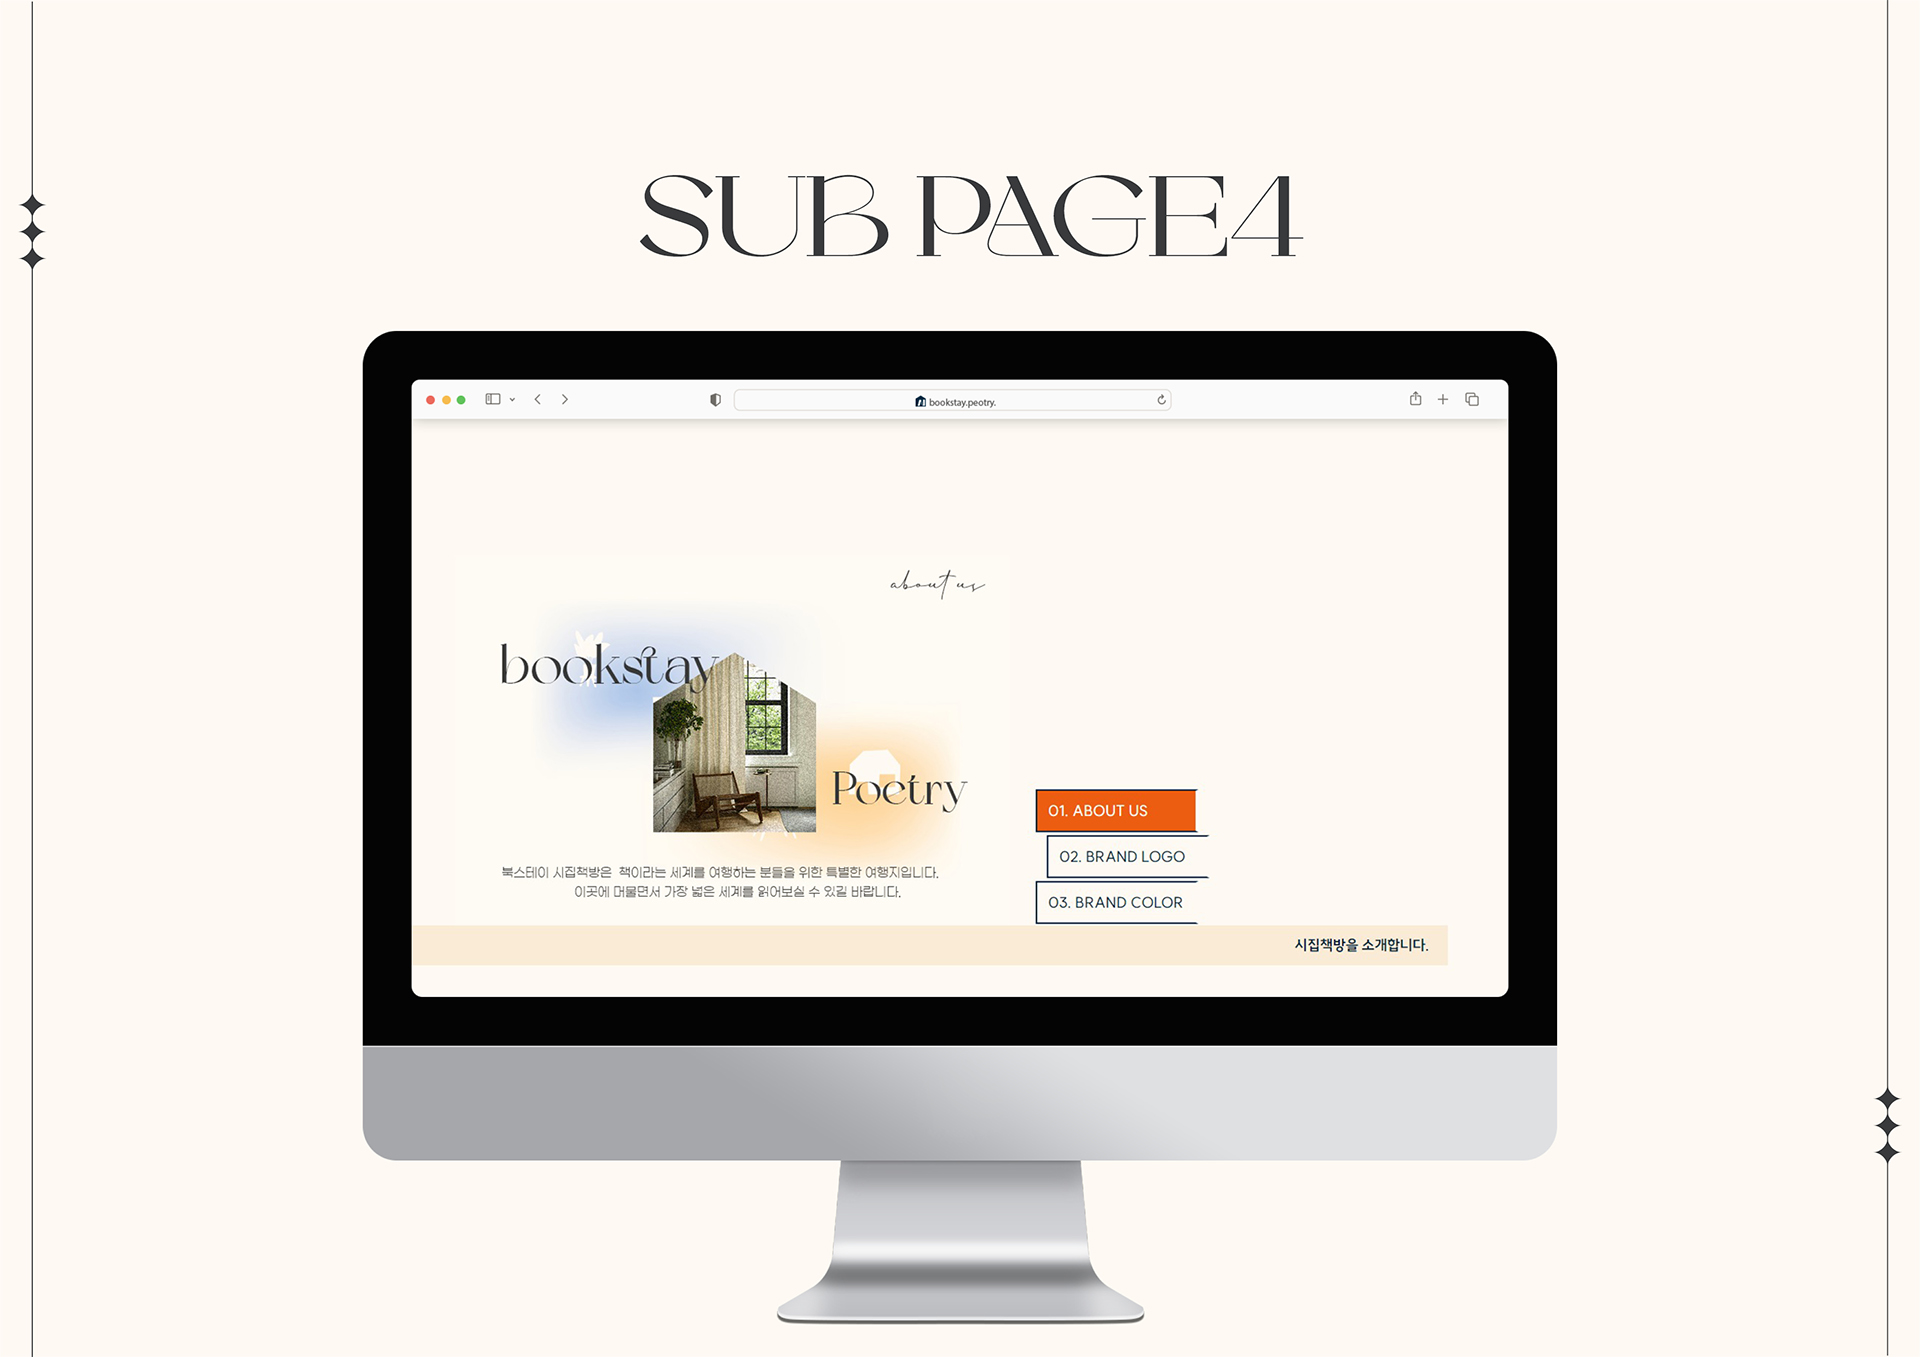 SUB PAGE4
bookstay.peotry.
about us
bookstay
Poetry
북스테이 시집책방은 책이라는 세계를 여행하는 분들을 위한 특별한 여행지입니다.
이곳에 머물면서 가장 넓은 세계를 읽어보실 수 있길 바랍니다.
01. ABOUT US
02. BRAND LOGO
03. BRAND COLOR
시집책방을 소개합니다.